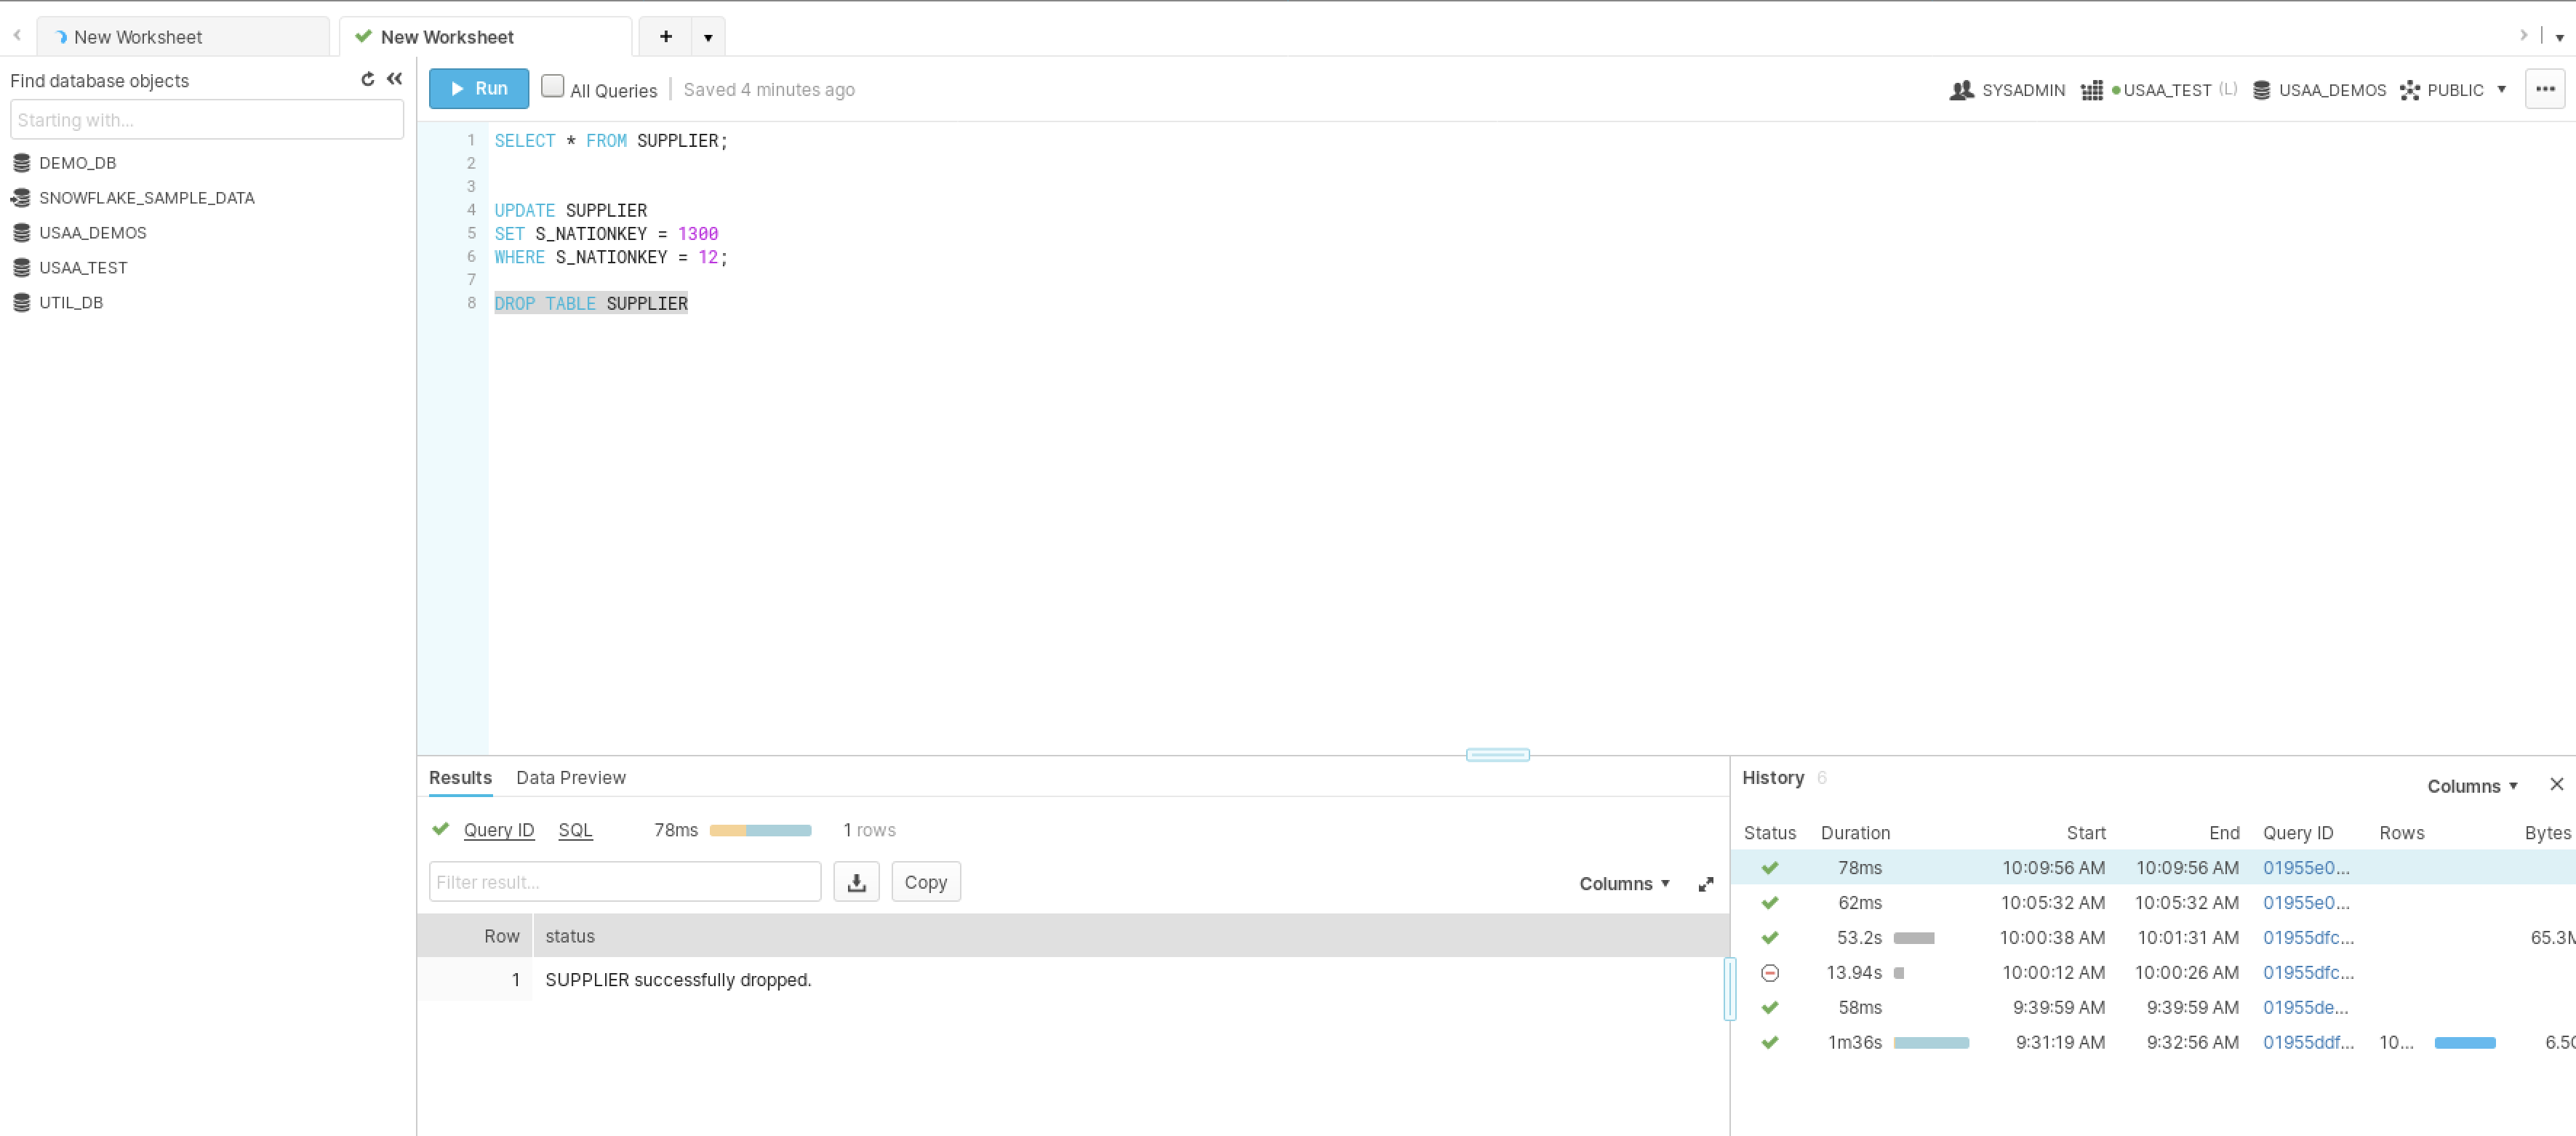 New Worksheet
New Worksheet
+
Find database objects
Starting with...
DEMO_DB
SNOWFLAKE_SAMPLE_DATA
USAA_DEMOS
USAA_TEST
UTIL_DB
Run All Queries Saved 4 minutes ago
SYSADMIN USAA_TEST (L) USAA_DEMOS PUBLIC
1 SELECT * FROM SUPPLIER;
2
3
4 UPDATE SUPPLIER
5 SET S_NATIONKEY = 1300
6 WHERE S_NATIONKEY = 12;
7
8 DROP TABLE SUPPLIER
Results Data Preview
Query ID SQL 78ms 1 rows
Filter result... Copy Columns
Row status
1 SUPPLIER successfully dropped.
History 6 Columns
Status Duration Start End Query ID Rows Bytes
78ms 10:09:56 AM 10:09:56 AM 01955e0...
62ms 10:05:32 AM 10:05:32 AM 01955e0...
53.2s 10:00:38 AM 10:01:31 AM 01955dfc... 65.3M
13.94s 10:00:12 AM 10:00:26 AM 01955dfc...
58ms 9:39:59 AM 9:39:59 AM 01955de...
1m36s 9:31:19 AM 9:32:56 AM 01955ddf... 10... 6.5G